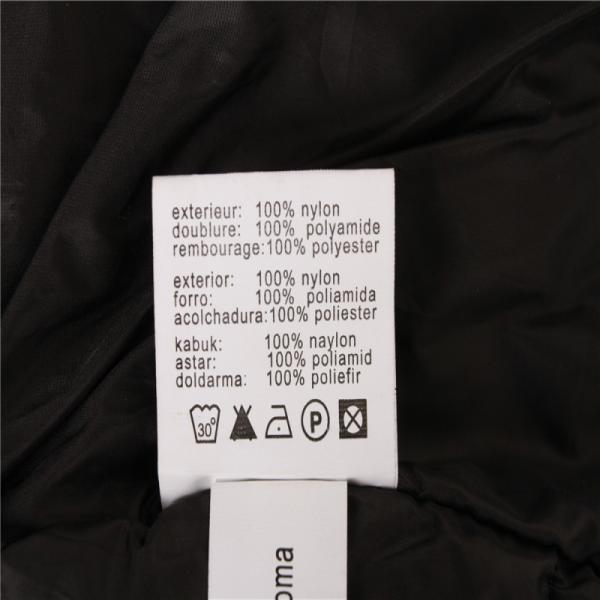 exterieur: 100% nylon
doublure: 100% polyamide
rembourage:100% polyester
exterior: 100% nylon
forro: 100% poliamida
acolchadura:100% poliester
kabuk: 100% naylon
astar: 100% poliamid
doldarma: 100% poliefir
30° P
oma